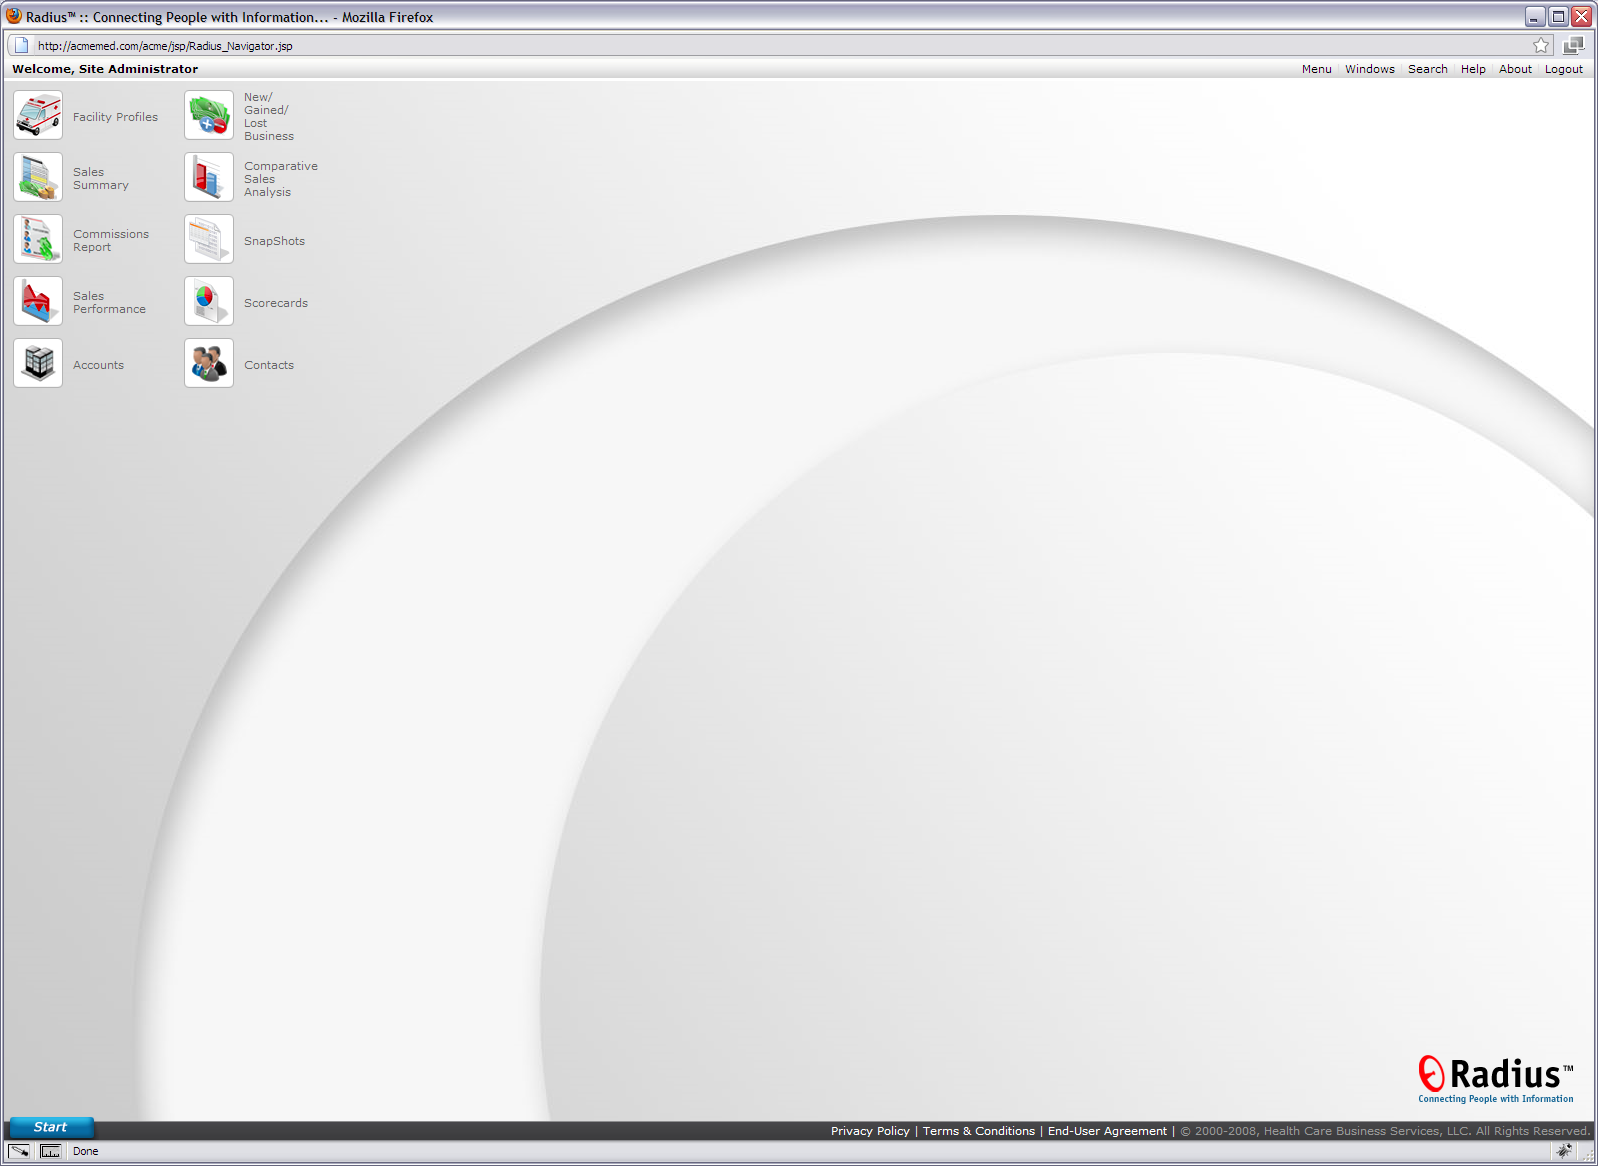 Radius™ :: Connecting People with Information... - Mozilla Firefox
http://acmemed.com/acme/jsp/Radius_Navigator.jsp
Welcome, Site Administrator
Menu Windows Search Help About Logout
Facility Profiles
New/
Gained/
Lost
Business
Sales
Summary
Comparative
Sales
Analysis
Commissions
Report
SnapShots
Sales
Performance
Scorecards
Accounts
Contacts
Radius™
Connecting People with Information
Start
Privacy Policy | Terms & Conditions | End-User Agreement | © 2000-2008, Health Care Business Services, LLC. All Rights Reserved.
Done